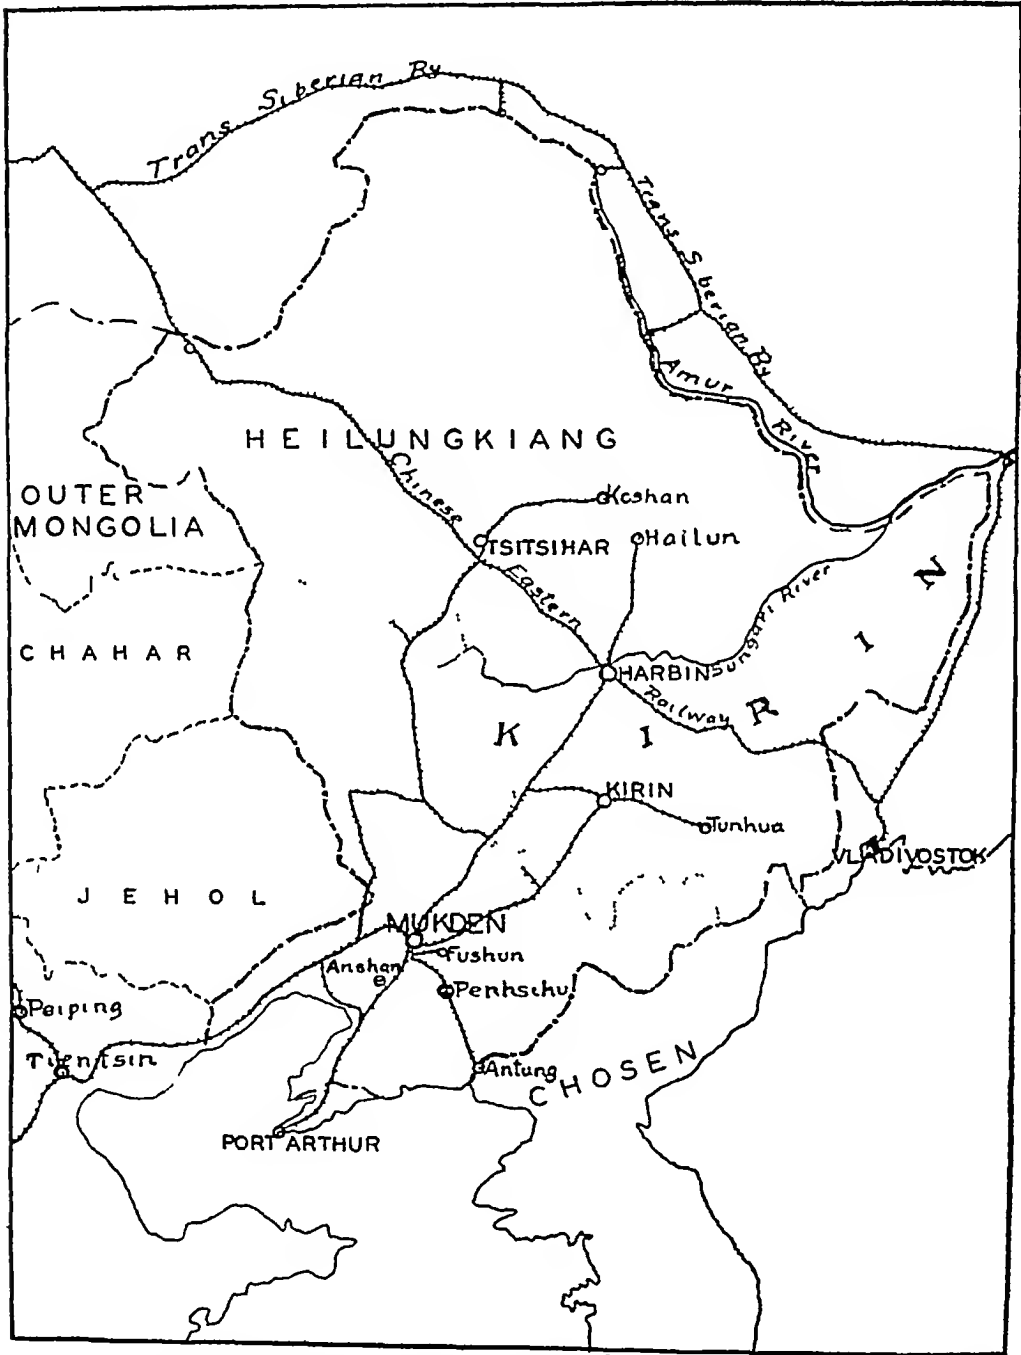 Trans Siberian Ry
Trans Siberian Ry
Amur River
HEILUNGKIANG
Chinese Eastern Railway
OUTER
MONGOLIA
Koshan
TSITSIHAR
Hailun
Sungari River
CHAHAR
HARBIN
KIRIN
KIRIN
Tunhua
VLADIVOSTOK
JEHOL
MUKDEN
Fushun
Anshan
Penhsihu
Peiping
Tientsin
Antung
CHOSEN
PORT ARTHUR